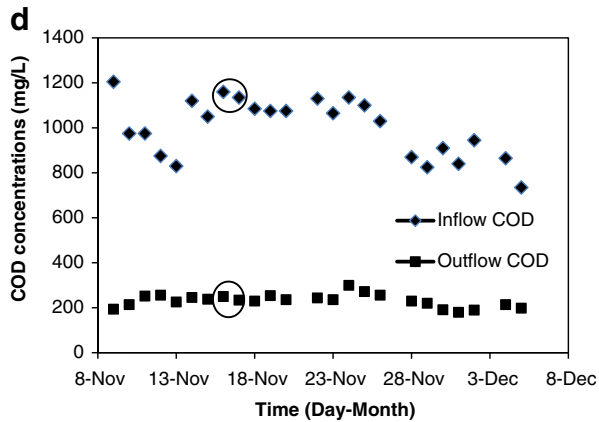 d
COD concentrations (mg/L)
1400
1200
1000
800
600
400
200
0
Inflow COD
Outflow COD
8-Nov 13-Nov 18-Nov 23-Nov 28-Nov 3-Dec 8-Dec
Time (Day-Month)